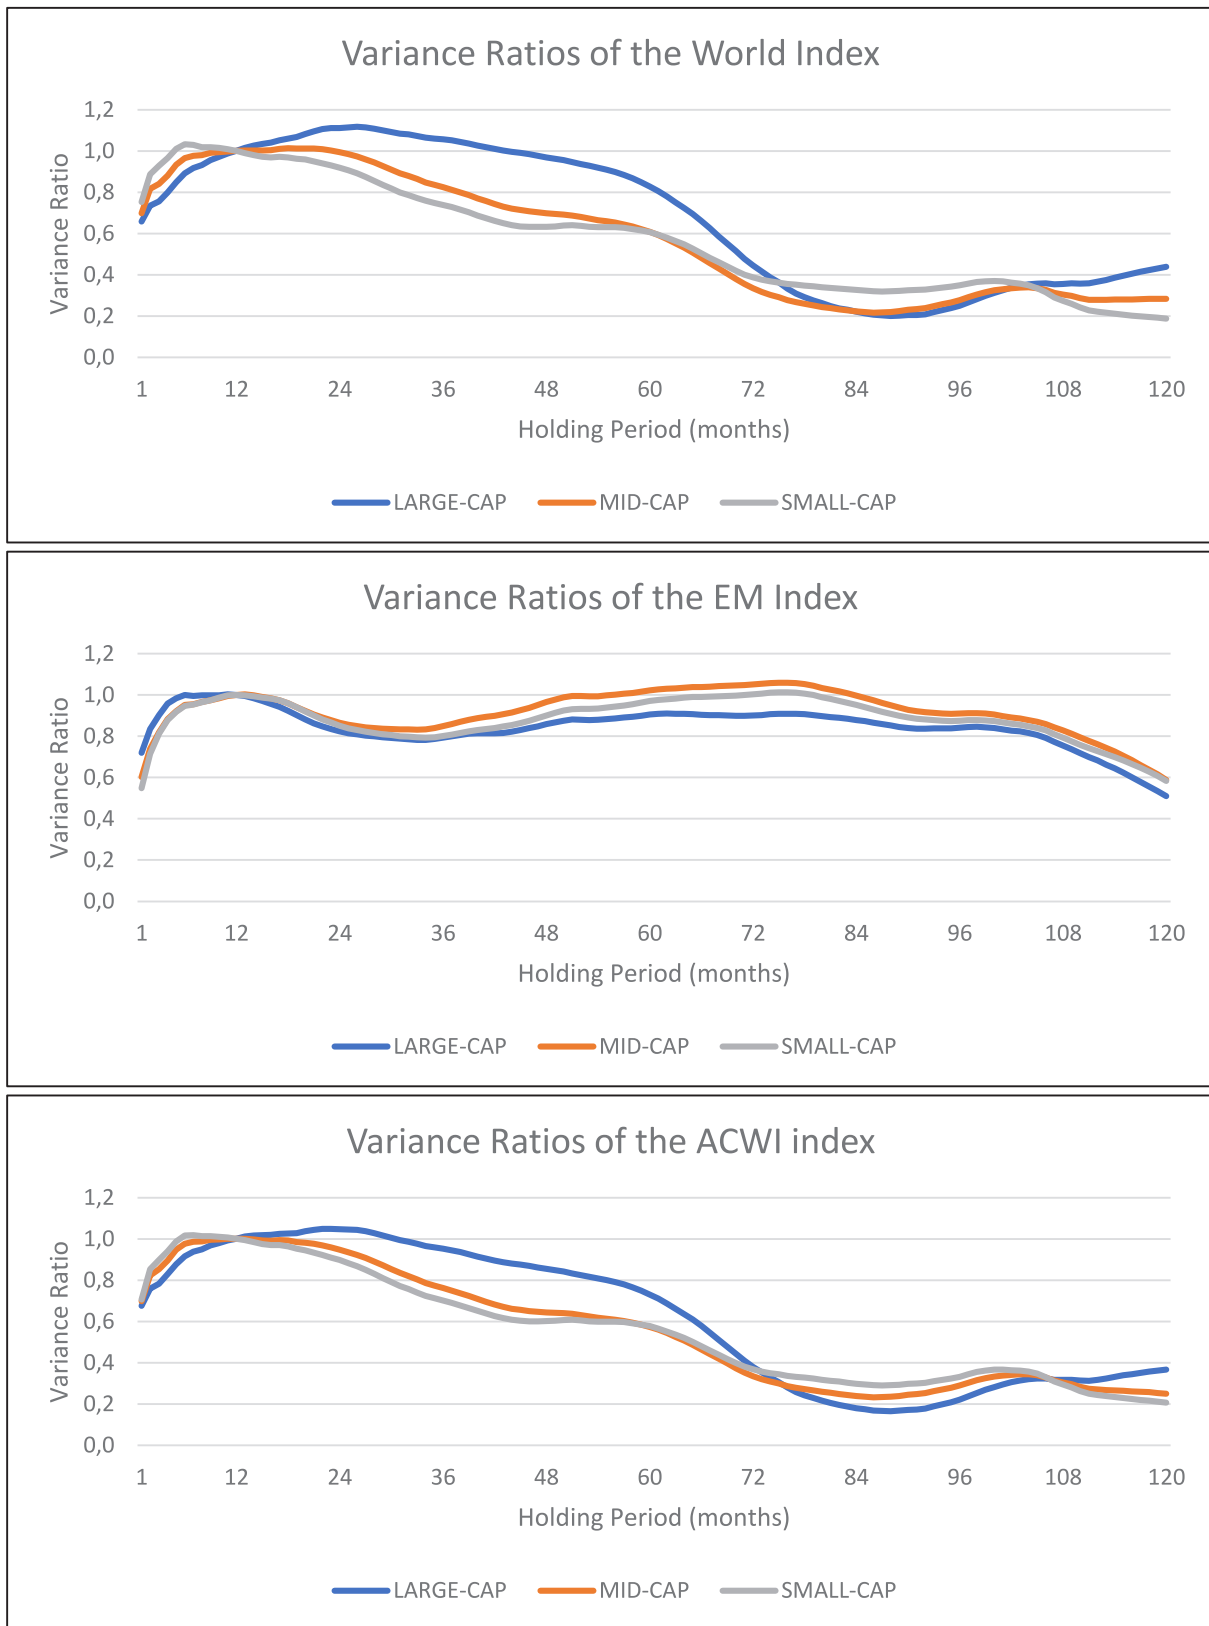 Variance Ratios of the World Index
Variance Ratio
1,2
1,0
0,8
0,6
0,4
0,2
0,0
1 12 24 36 48 60 72 84 96 108 120
Holding Period (months)
LARGE-CAP MID-CAP SMALL-CAP
Variance Ratios of the EM Index
Variance Ratio
1,2
1,0
0,8
0,6
0,4
0,2
0,0
1 12 24 36 48 60 72 84 96 108 120
Holding Period (months)
LARGE-CAP MID-CAP SMALL-CAP
Variance Ratios of the ACWI index
Variance Ratio
1,2
1,0
0,8
0,6
0,4
0,2
0,0
1 12 24 36 48 60 72 84 96 108 120
Holding Period (months)
LARGE-CAP MID-CAP SMALL-CAP